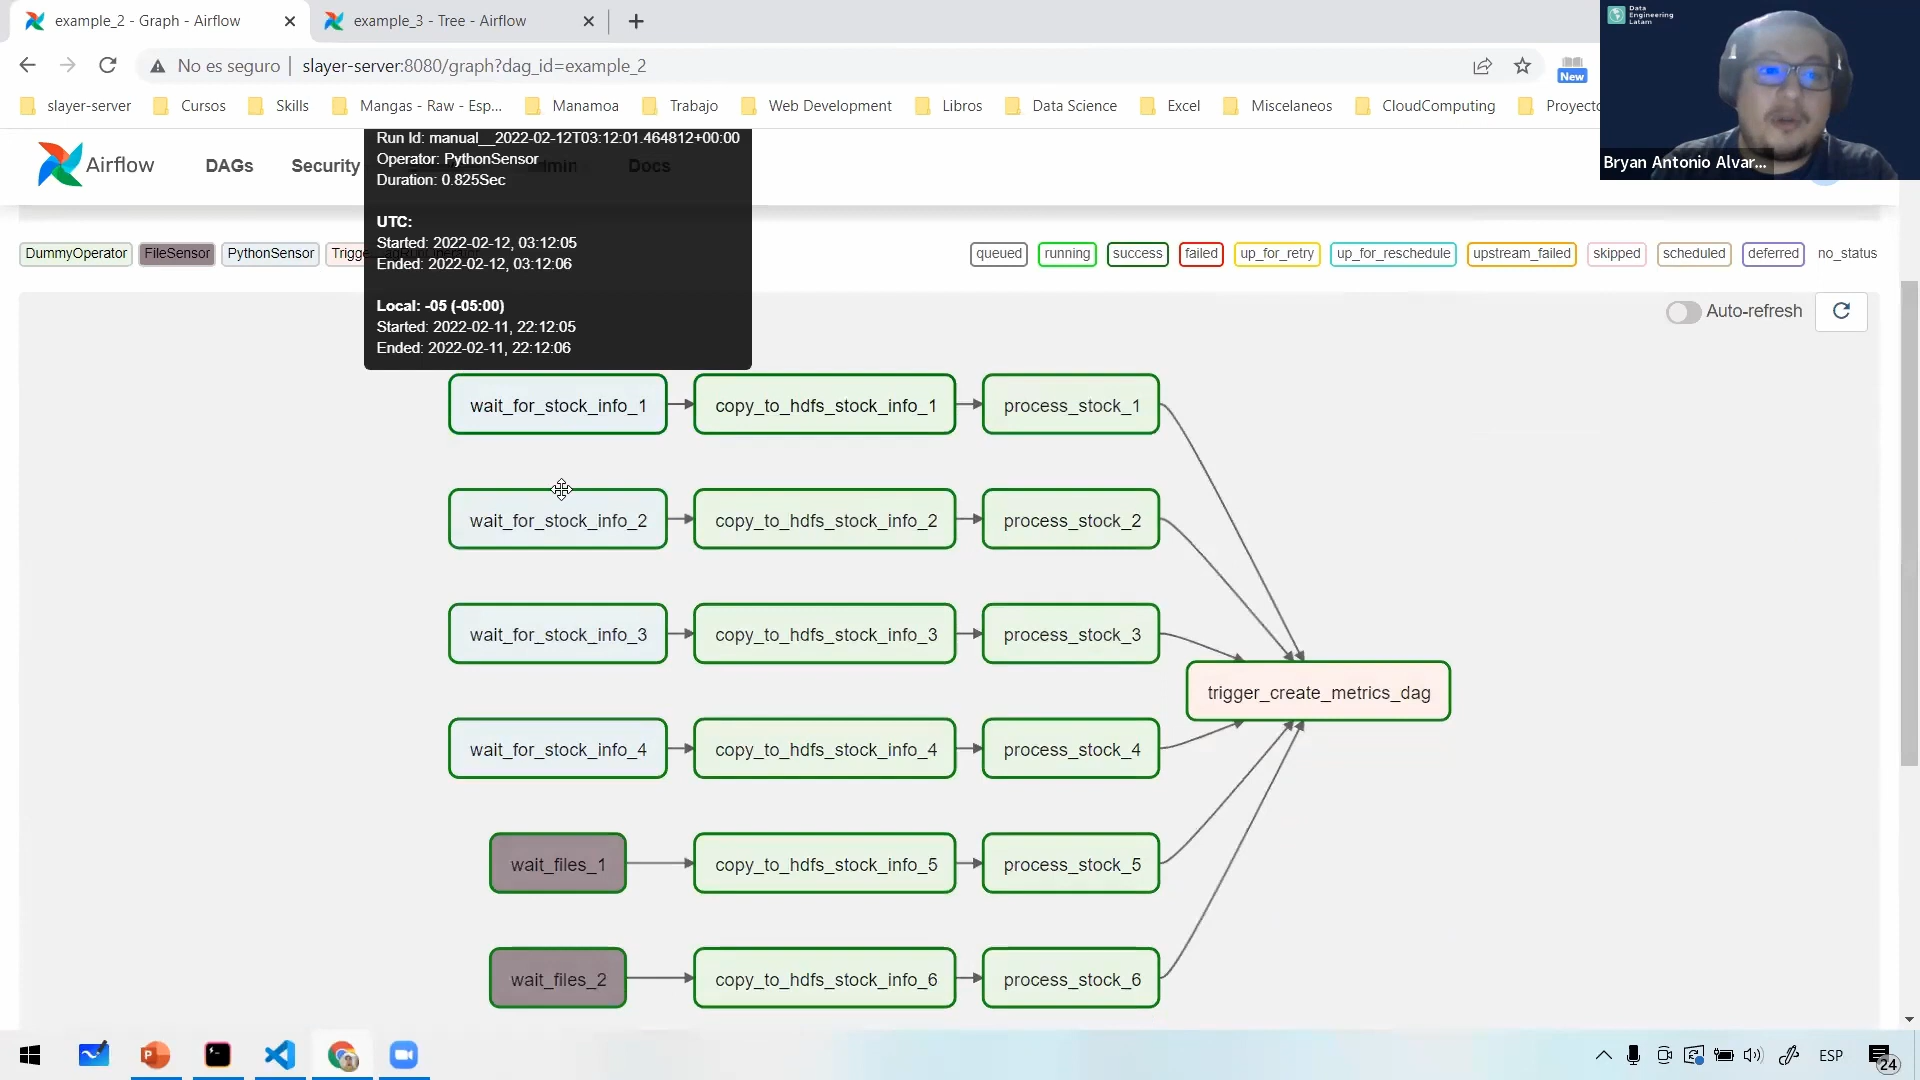 example_2 - Graph - Airflow
example_3 - Tree - Airflow
No es seguro
slayer-server:8080/graph?dag_id=example_2
New
slayer-server
Cursos
Skills
Mangas - Raw - Esp...
Manamoa
Trabajo
Web Development
Libros
Data Science
Excel
Miscelaneos
CloudComputing
Data
Engineering
Latam
Bryan Antonio Alvar...
Airflow
DAGs
Security
Docs
Run Id: manual__2022-02-12T03:12:01.464812+00:00
Operator: PythonSensor
Duration: 0.825Sec
UTC:
Started: 2022-02-12, 03:12:05
Ended: 2022-02-12, 03:12:06
Local: -05 (-05:00)
Started: 2022-02-11, 22:12:05
Ended: 2022-02-11, 22:12:06
DummyOperator
FileSensor
PythonSensor
queued
running
success
failed
up_for_retry
up_for_reschedule
upstream_failed
skipped
scheduled
deferred
no_status
Auto-refresh
wait_for_stock_info_1
copy_to_hdfs_stock_info_1
process_stock_1
wait_for_stock_info_2
copy_to_hdfs_stock_info_2
process_stock_2
wait_for_stock_info_3
copy_to_hdfs_stock_info_3
process_stock_3
trigger_create_metrics_dag
wait_for_stock_info_4
copy_to_hdfs_stock_info_4
process_stock_4
wait_files_1
copy_to_hdfs_stock_info_5
process_stock_5
wait_files_2
copy_to_hdfs_stock_info_6
process_stock_6
ESP
24